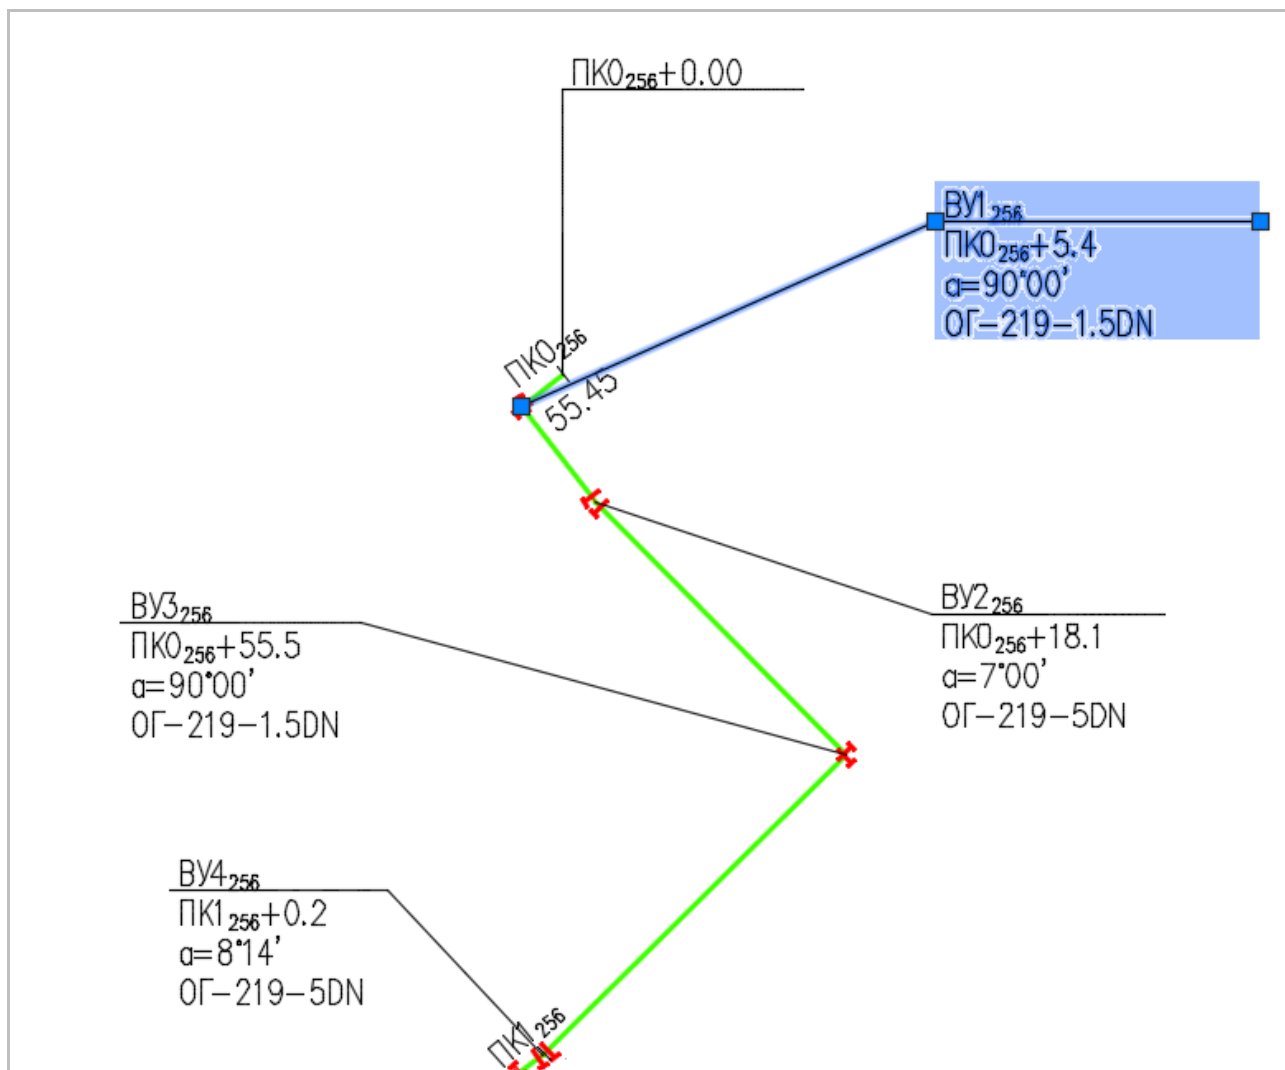 ПК0₂₅₆+0.00
ВУ1₂₅₆
ПК0₂₅₆+5.4
α=90°00'
ОГ-219-1.5DN
ПК0₂₅₆
55.45
ВУ2₂₅₆
ПК0₂₅₆+18.1
α=7°00'
ОГ-219-5DN
ВУ3₂₅₆
ПК0₂₅₆+55.5
α=90°00'
ОГ-219-1.5DN
ВУ4₂₅₆
ПК1₂₅₆+0.2
α=8°14'
ОГ-219-5DN
ПК1₂₅₆